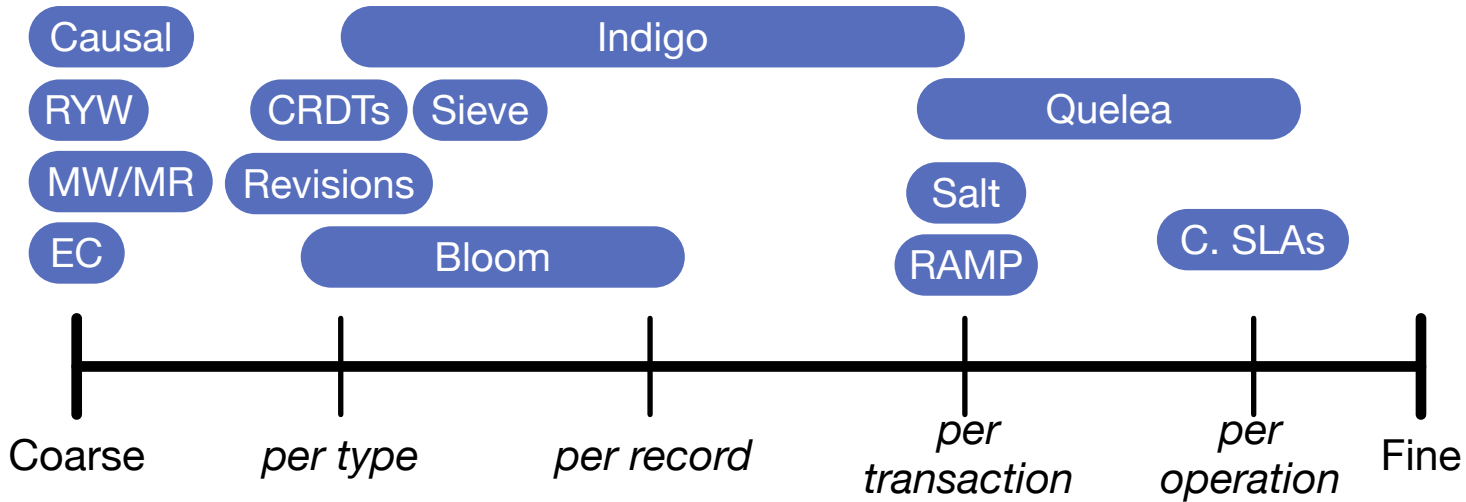 Causal
Indigo
RYW
CRDTs
Sieve
Quelea
MW/MR
Revisions
Salt
EC
Bloom
RAMP
C. SLAs
Coarse
per type
per record
per
transaction
per
operation
Fine